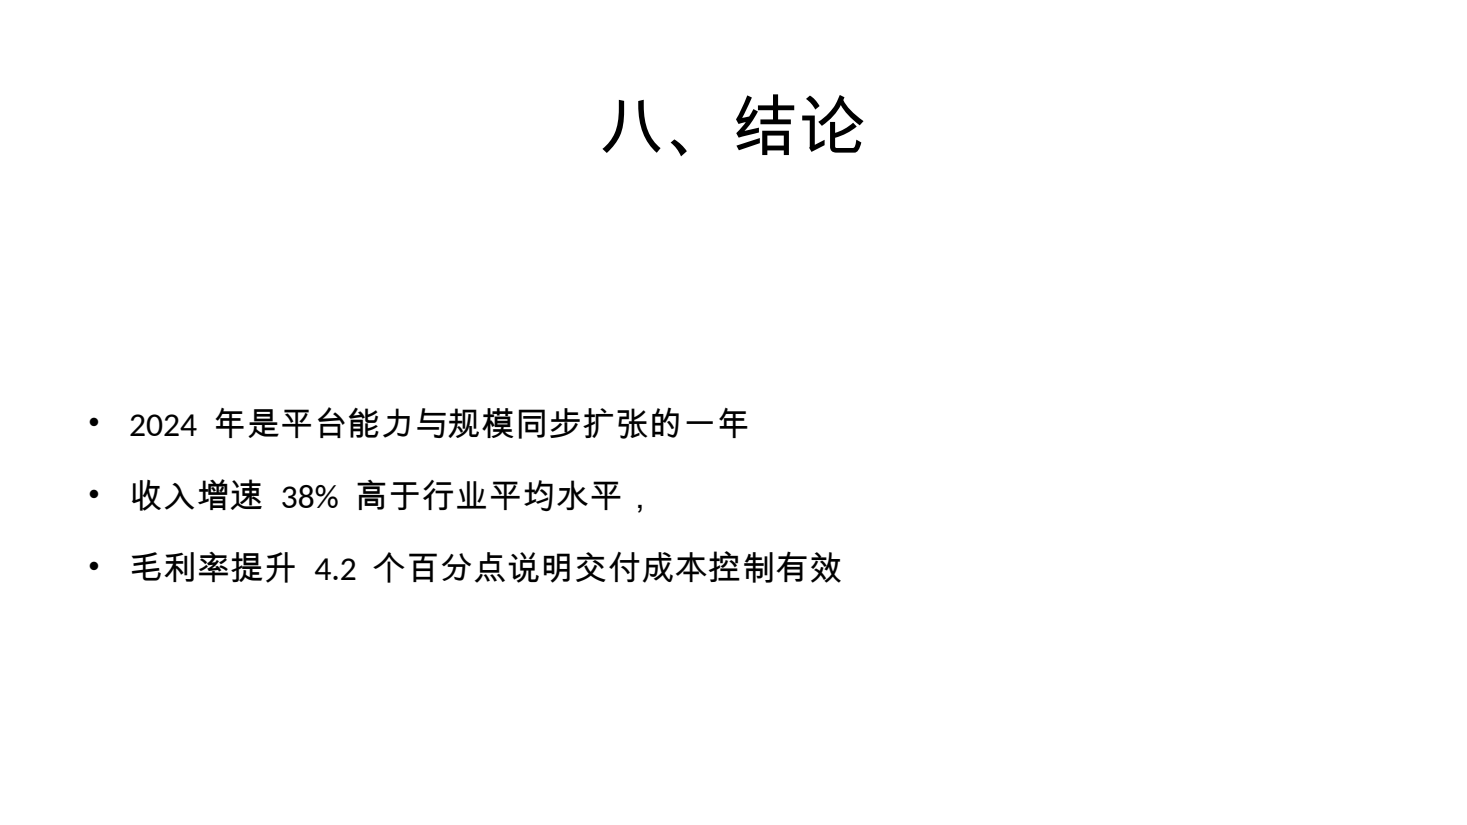 八、结论
• 2024 年是平台能力与规模同步扩张的一年
• 收入增速 38% 高于行业平均水平，
• 毛利率提升 4.2 个百分点说明交付成本控制有效